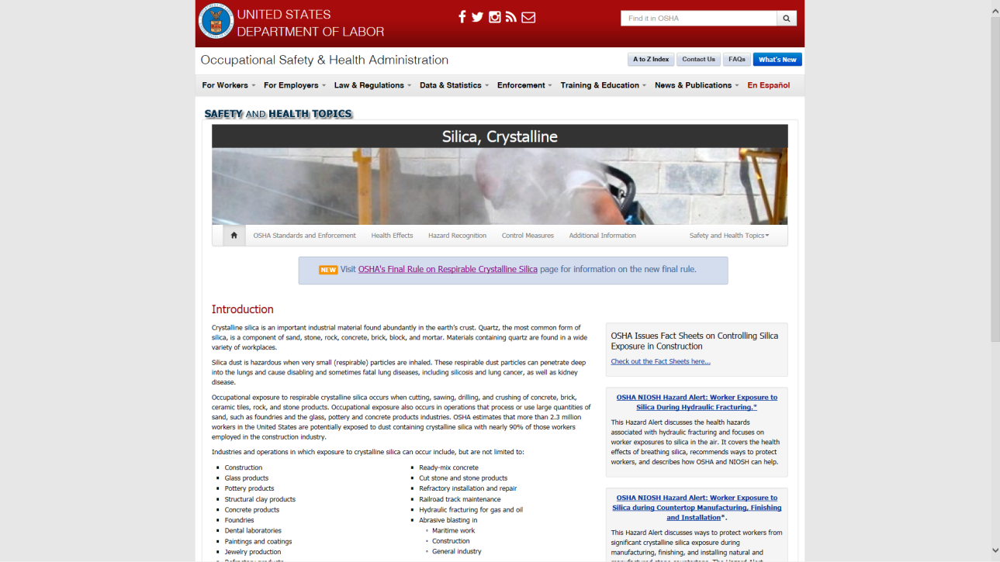 UNITED STATES
DEPARTMENT OF LABOR
Find it in OSHA
Occupational Safety & Health Administration
A to Z Index
Contact Us
FAQs
What's New
For Workers
For Employers
Law & Regulations
Data & Statistics
Enforcement
Training & Education
News & Publications
En Español
SAFETY AND HEALTH TOPICS
Silica, Crystalline
OSHA Standards and Enforcement
Health Effects
Hazard Recognition
Control Measures
Additional Information
Safety and Health Topics
NEW Visit OSHA's Final Rule on Respirable Crystalline Silica page for information on the new final rule.
Introduction
Crystalline silica is an important industrial material found abundantly in the earth's crust. Quartz, the most common form of
silica, is a component of sand, stone, rock, concrete, brick, block, and mortar. Materials containing quartz are found in a wide
variety of workplaces.
Silica dust is hazardous when very small (respirable) particles are inhaled. These respirable dust particles can penetrate deep
into the lungs and cause disabling and sometimes fatal lung diseases, including silicosis and lung cancer, as well as kidney
disease.
Occupational exposure to respirable crystalline silica occurs when cutting, sawing, drilling, and crushing of concrete, brick,
ceramic tiles, rock, and stone products. Occupational exposure also occurs in operations that process or use large quantities of
sand, such as foundries and the glass, pottery and concrete products industries. OSHA estimates that more than 2.3 million
workers in the United States are potentially exposed to dust containing crystalline silica with nearly 90% of those workers
employed in the construction industry.
Industries and operations in which exposure to crystalline silica can occur include, but are not limited to:
Construction
Glass products
Pottery products
Structural clay products
Concrete products
Foundries
Dental laboratories
Paintings and coatings
Jewelry production
Refractory products
Ready-mix concrete
Cut stone and stone products
Refractory installation and repair
Railroad track maintenance
Hydraulic fracturing for gas and oil
Abrasive blasting in
Maritime work
Construction
General industry
OSHA Issues Fact Sheets on Controlling Silica
Exposure in Construction
Check out the Fact Sheets here...
OSHA NIOSH Hazard Alert: Worker Exposure to
Silica During Hydraulic Fracturing.*
This Hazard Alert discusses the health hazards
associated with hydraulic fracturing and focuses on
worker exposures to silica in the air. It covers the health
effects of breathing silica, recommends ways to protect
workers, and describes how OSHA and NIOSH can help.
OSHA NIOSH Hazard Alert: Worker Exposure to
Silica during Countertop Manufacturing, Finishing
and Installation*.
This Hazard Alert discusses ways to protect workers from
significant crystalline silica exposure during
manufacturing, finishing, and installing natural and
manufactured stone countertops. The Hazard Alert